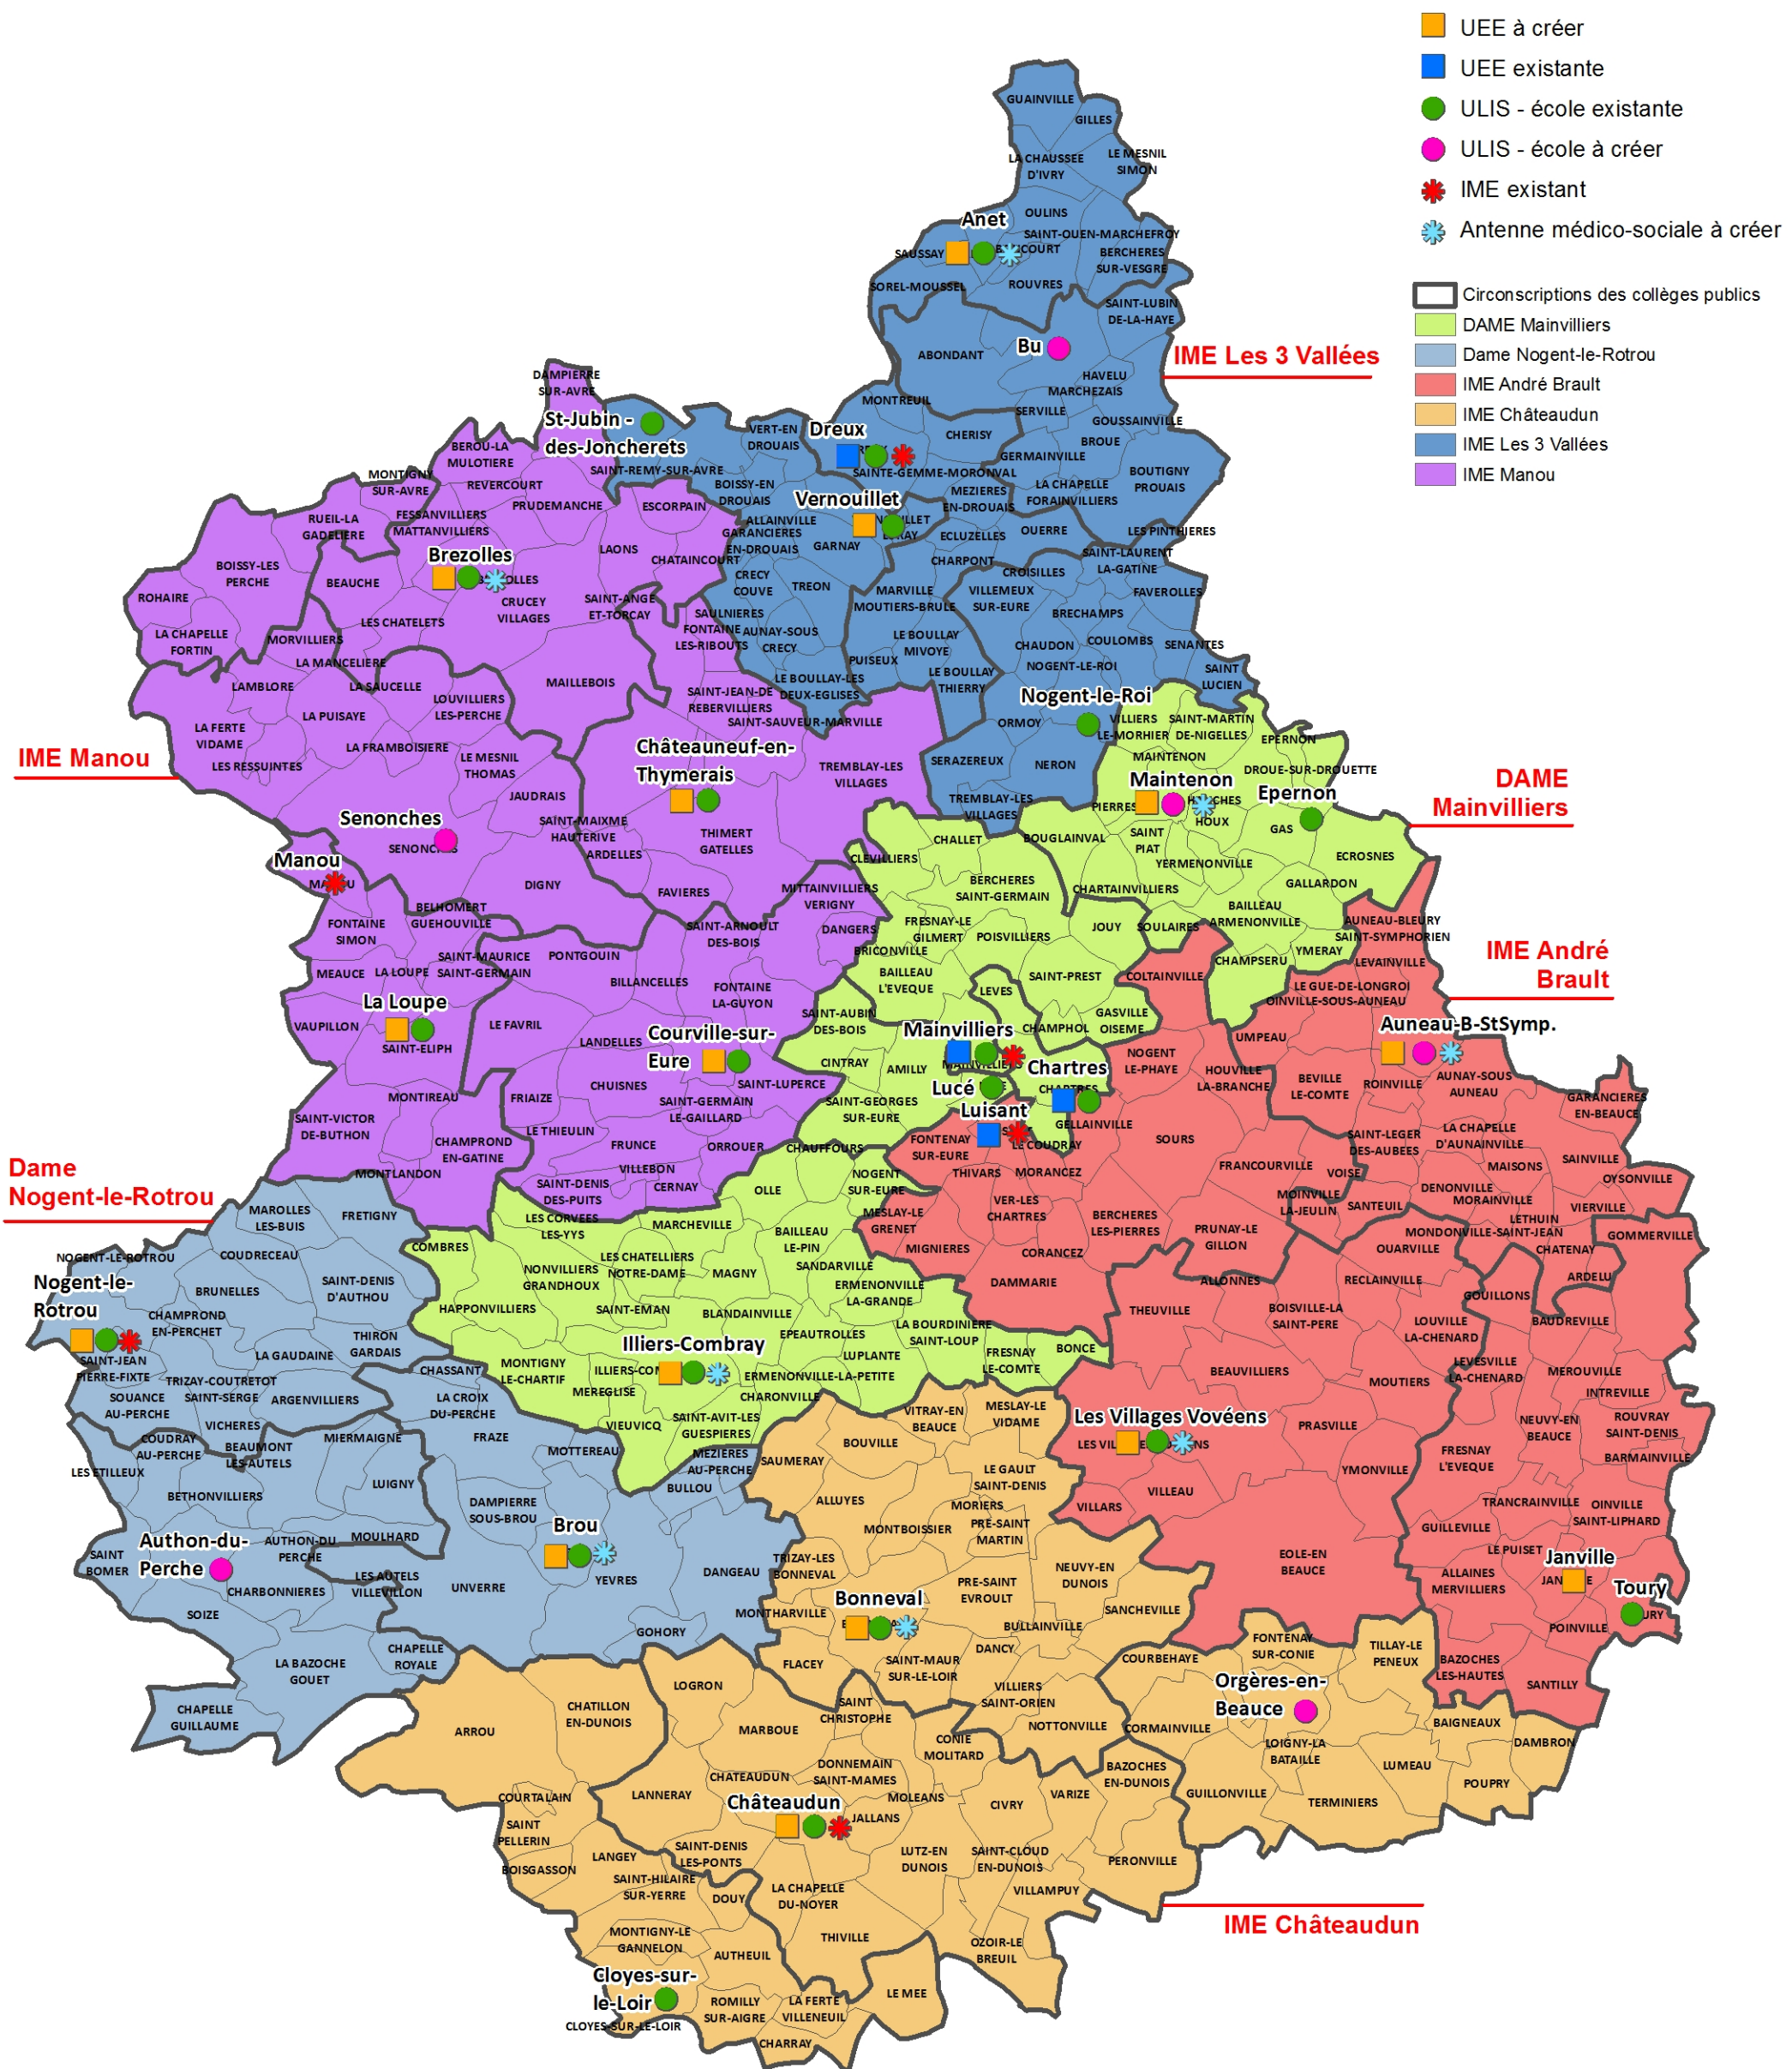 UEE à créer
UEE existante
ULIS - école existante
ULIS - école à créer
IME existant
Antenne médico-sociale à créer
Circonscriptions des collèges publics
DAME Mainvilliers
Dame Nogent-le-Rotrou
IME André Brault
IME Châteaudun
IME Les 3 Vallées
IME Manou
GUAINVILLE
GILLES
LA CHAUSSEE
D'IVRY
LE MESNIL
SIMON
OULINS
Anet
SAINT-OUEN-MARCHEFROY
SAUSSAY
BERCHERES
SUR-VESGRE
SOREL-MOUSSEL
ROUVRES
SAINT-LUBIN
DE-LA-HAYE
Bu
ABONDANT
IME Les 3 Vallées
HAVELU
MARCHEZAIS
DAMPIERRE
SUR-AVRE
MONTREUIL
SERVILLE
GOUSSAINVILLE
St-Jubin -
des-Joncherets
VERT-EN
DROUAIS
Dreux
CHERISY
BROUE
GERMAINVILLE
BEROU-LA
MULOTIERE
SAINT-REMY-SUR-AVRE
SAINTE-GEMME-MORONVAL
BOUTIGNY
PROUAIS
MONTIGNY
SUR-AVRE
REVERCOURT
BOISSY-EN
DROUAIS
Vernouillet
MEZIERES
EN-DROUAIS
LA CHAPELLE
FORAINVILLIERS
PRUDEMANCHE
ESCORPAIN
RUEIL-LA
GADELIERE
FESSANVILLIERS
MATTANVILLIERS
ALLAINVILLE
GARANCIERES
EN-DROUAIS
GARNAY
ECLUZELLES
OUERRE
LES PINTHIERES
Brezolles
LAONS
CHATAINCOURT
CHARPONT
SAINT-LAURENT
LA-GATINE
BOISSY-LES
PERCHE
BEAUCHE
CRECY
COUVE
TREON
CROISILLES
FAVEROLLES
ROHAIRE
CRUCEY
VILLAGES
SAINT-ANGE
ET-TORCAY
MARVILLE
MOUTIERS-BRULE
VILLEMEUX
SUR-EURE
BRECHAMPS
LES CHATELETS
SAULNIERES
FONTAINE
LES-RIBOUTS
AUNAY-SOUS
CRECY
LE BOULLAY
MIVOYE
CHAUDON
COULOMBS
SENANTES
LA CHAPELLE
FORTIN
MORVILLIERS
LA MANCELIERE
PUISEUX
LE BOULLAY
THIERRY
NOGENT-LE-ROI
SAINT
LUCIEN
LAMBLORE
LA SAUCELLE
LOUVILLIERS
LES-PERCHE
MAILLEBOIS
LE BOULLAY-LES
DEUX-EGLISES
SAINT-JEAN-DE
REBERVILLIERS
Nogent-le-Roi
LA FERTE
VIDAME
LA PUISAYE
SAINT-SAUVEUR-MARVILLE
ORMOY
VILLIERS
LE-MORHIER
SAINT-MARTIN
DE-NIGELLES
EPERNON
IME Manou
LA FRAMBOISIERE
LES RESSUINTES
LE MESNIL
THOMAS
Châteauneuf-en-
Thymerais
TREMBLAY-LES
VILLAGES
SERAZEREUX
NERON
MAINTENON
Maintenon
DROUE-SUR-DROUETTE
Epernon
DAME
Mainvilliers
JAUDRAIS
TREMBLAY-LES
VILLAGES
PIERRES
HOUX
GAS
Senonches
SAINT-MAIXME
HAUTERIVE
THIMERT
GATELLES
CHALLET
BOUGLAINVAL
SAINT
PIAT
YERMENONVILLE
ECROSNES
Manou
ARDELLES
CLEVILLIERS
DIGNY
FAVIERES
MITTAINVILLIERS
VERIGNY
BERCHERES
SAINT-GERMAIN
CHARTAINVILLIERS
GALLARDON
BELHOMERT
GUEHOUVILLE
FONTAINE
SIMON
SAINT-ARNOULT
DES-BOIS
DANGERS
FRESNAY-LE
GILMERT
POISVILLIERS
JOUY
SOULAIRES
BAILLEAU
ARMENONVILLE
AUNEAU-BLEURY
SAINT-SYMPHORIEN
MEAUCE
LA LOUPE
SAINT-MAURICE
SAINT-GERMAIN
PONTGOUIN
BRICONVILLE
YMERAY
LEVAINVILLE
IME André
Brault
BILLANCELLES
FONTAINE
LA-GUYON
BAILLEAU
L'EVEQUE
LEVES
SAINT-PREST
COLTAINVILLE
CHAMPSERU
LE GUE-DE-LONGROI
OINVILLE-SOUS-AUNEAU
La Loupe
VAUPILLON
SAINT-ELIPH
LE FAVRIL
LANDELLES
Courville-sur-
Eure
SAINT-AUBIN
DES-BOIS
Mainvilliers
CHAMPHOL
GASVILLE
OISEME
Auneau-B-StSymp.
UMPEAU
CINTRAY
AMILLY
Chartres
NOGENT
LE-PHAYE
HOUVILLE
LA-BRANCHE
BEVILLE
LE-COMTE
ROINVILLE
AUNAY-SOUS
AUNEAU
CHUISNES
SAINT-LUPERCE
Lucé
CHARTRES
GARANCIERES
EN-BEAUCE
MONTIREAU
FRIAIZE
SAINT-GERMAIN
LE-GAILLARD
SAINT-GEORGES
SUR-EURE
Luisant
GELLAINVILLE
SAINT-VICTOR
DE-BUTHON
LE THIEULIN
FRUNCE
ORROUER
CHAUFFOURS
FONTENAY
SUR-EURE
LE COUDRAY
SOURS
SAINT-LEGER
DES-AUBEES
LA CHAPELLE
D'AUNAINVILLE
CHAMPROND
EN-GATINE
MONTLANDON
VILLEBON
CERNAY
NOGENT
SUR-EURE
THIVARS
MORANCEZ
FRANCOURVILLE
VOISE
MAISONS
SAINVILLE
Dame
Nogent-le-Rotrou
SAINT-DENIS
DES-PUITS
OLLE
DENONVILLE
MORAINVILLE
OYSONVILLE
MAROLLES
LES-BUIS
FRETIGNY
LES CORVEES
LES-YYS
MARCHEVILLE
MESLAY-LE
GRENET
VER-LES
CHARTRES
BERCHERES
LES-PIERRES
MOINVILLE
LA-JEULIN
SANTEUIL
VIERVILLE
LETHUIN
NOGENT-LE-ROTROU
COUDRECEAU
COMBRES
BAILLEAU
LE-PIN
MIGNIERES
CORANCEZ
PRUNAY-LE
GILLON
MONDONVILLE-SAINT-JEAN
OUARVILLE
CHATENAY
GOMMERVILLE
LES CHATELLIERS
NOTRE-DAME
SANDARVILLE
Nogent-le-
Rotrou
BRUNELLES
SAINT-DENIS
D'AUTHOU
NONVILLIERS
GRANDHOUX
MAGNY
ERMENONVILLE
LA-GRANDE
DAMMARIE
ALLONNES
RECLAINVILLE
ARDELU
GOUILLONS
CHAMPROND
EN-PERCHET
HAPPONVILLIERS
SAINT-EMAN
BLANDAINVILLE
THEUVILLE
BOISVILLE-LA
SAINT-PERE
LOUVILLE
LA-CHENARD
BAUDREVILLE
THIRON
GARDAIS
Illiers-Combray
EPEAUTROLLES
LA BOURDINIERE
SAINT-LOUP
BONCE
SAINT-JEAN
PIERRE-FIXTE
LA GAUDAINE
CHASSANT
MONTIGNY
LE-CHARTIF
LUPLANTE
FRESNAY
LE-COMTE
BEAUVILLIERS
MOUTIERS
LEVESVILLE
LA-CHENARD
MEROUVILLE
TRIZAY-COUTRETOT
SAINT-SERGE
ARGENVILLIERS
LA CROIX
DU-PERCHE
MEREGLISE
ERMENONVILLE-LA-PETITE
CHARONVILLE
INTREVILLE
SOUANCE
AU-PERCHE
VICHERES
FRAZE
VIEUVICQ
SAINT-AVIT-LES
GUESPIERES
VITRAY-EN
BEAUCE
MESLAY-LE
VIDAME
Les Villages Vovéens
PRASVILLE
NEUVY-EN
BEAUCE
ROUVRAY
SAINT-DENIS
COUDRAY
AU-PERCHE
BEAUMONT
LES-AUTELS
MIERMAIGNE
MOTTEREAU
MEZIERES
AU-PERCHE
BOUVILLE
SAUMERAY
FRESNAY
L'EVEQUE
BARMAINVILLE
LES ETILLEUX
LUIGNY
BULLOU
LE GAULT
SAINT-DENIS
YMONVILLE
BETHONVILLIERS
DAMPIERRE
SOUS-BROU
ALLUYES
MORIERS
VILLARS
VILLEAU
TRANCRAINVILLE
OINVILLE
SAINT-LIPHARD
Authon-du-
Perche
AUTHON-DU
PERCHE
MOULHARD
Brou
MONTBOISSIER
PRE-SAINT
MARTIN
GUILLEVILLE
LE PUISET
Janville
SAINT
BOMER
LES AUTELS
VILLEVILLON
UNVERRE
YEVRES
DANGEAU
TRIZAY-LES
BONNEVAL
NEUVY-EN
DUNOIS
EOLE-EN
BEAUCE
ALLAINES
MERVILLIERS
Toury
CHARBONNIERES
SOIZE
Bonneval
PRE-SAINT
EVROULT
SANCHEVILLE
MONTHARVILLE
BULLAINVILLE
POINVILLE
GOHORY
DANCY
LA BAZOCHE
GOUET
CHAPELLE
ROYALE
FLACEY
SAINT-MAUR
SUR-LE-LOIR
COURBEHAYE
FONTENAY
SUR-CONIE
TILLAY-LE
PENEUX
BAZOCHES
LES-HAUTES
SANTILLY
CHAPELLE
GUILLAUME
LOGRON
VILLIERS
SAINT-ORIEN
Orgères-en-
Beauce
ARROU
CHATILLON
EN-DUNOIS
SAINT
CHRISTOPHE
MARBOUE
NOTTONVILLE
CORMAINVILLE
BAIGNEAUX
DAMBRON
CONIE
MOLITARD
LOIGNY-LA
BATAILLE
LUMEAU
POUPRY
CHATEAUDUN
DONNEMAIN
SAINT-MAMES
BAZOCHES
EN-DUNOIS
COURTALAIN
LANNERAY
Châteaudun
MOLEANS
CIVRY
VARIZE
GUILLONVILLE
TERMINIERS
SAINT
PELLERIN
JALLANS
BOISGASSON
LANGEY
SAINT-DENIS
LES-PONTS
LUTZ-EN
DUNOIS
SAINT-CLOUD
EN-DUNOIS
PERONVILLE
SAINT-HILAIRE
SUR-YERRE
DOUY
LA CHAPELLE
DU-NOYER
VILLAMPUY
IME Châteaudun
MONTIGNY-LE
GANNELON
AUTHEUIL
THIVILLE
OZOIR-LE
BREUIL
Cloyes-sur-
le-Loir
ROMILLY
SUR-AIGRE
LA FERTE
VILLENEUIL
LE MEE
CLOYES-SUR-LE-LOIR
CHARRAY